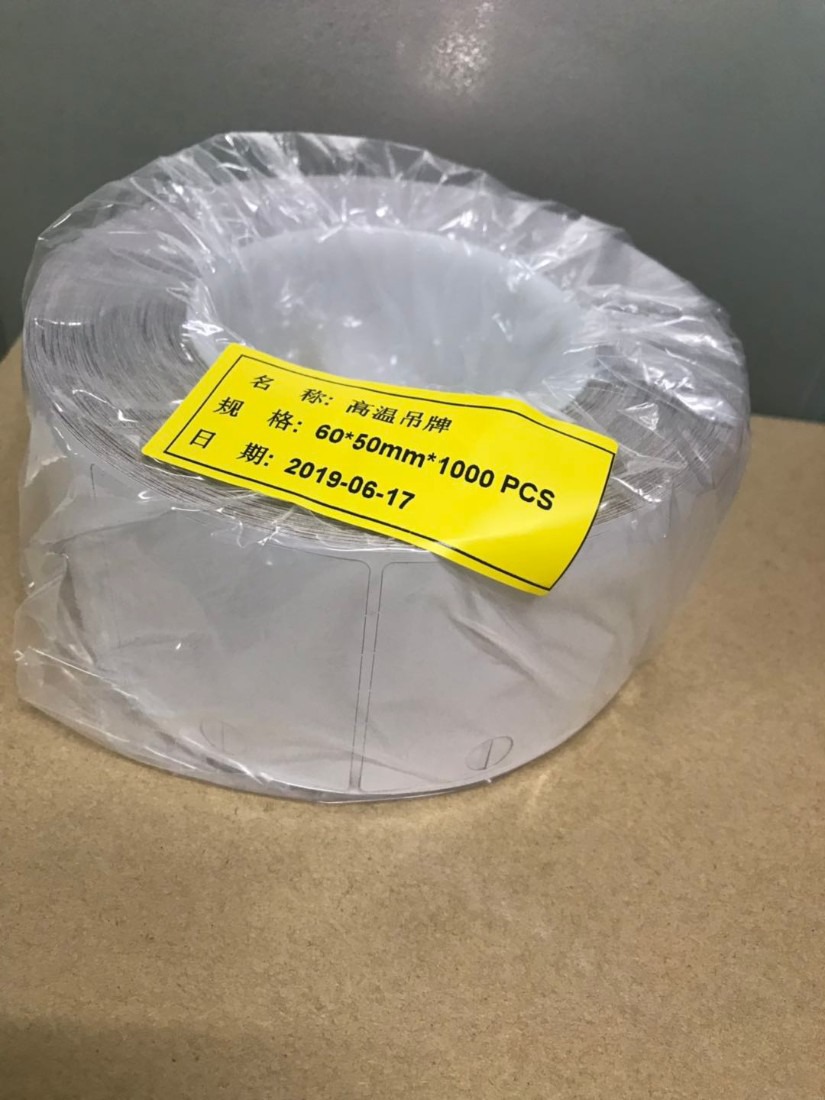 名 称: 高温吊牌
规 格: 60*50mm*1000 PCS
日 期: 2019-06-17